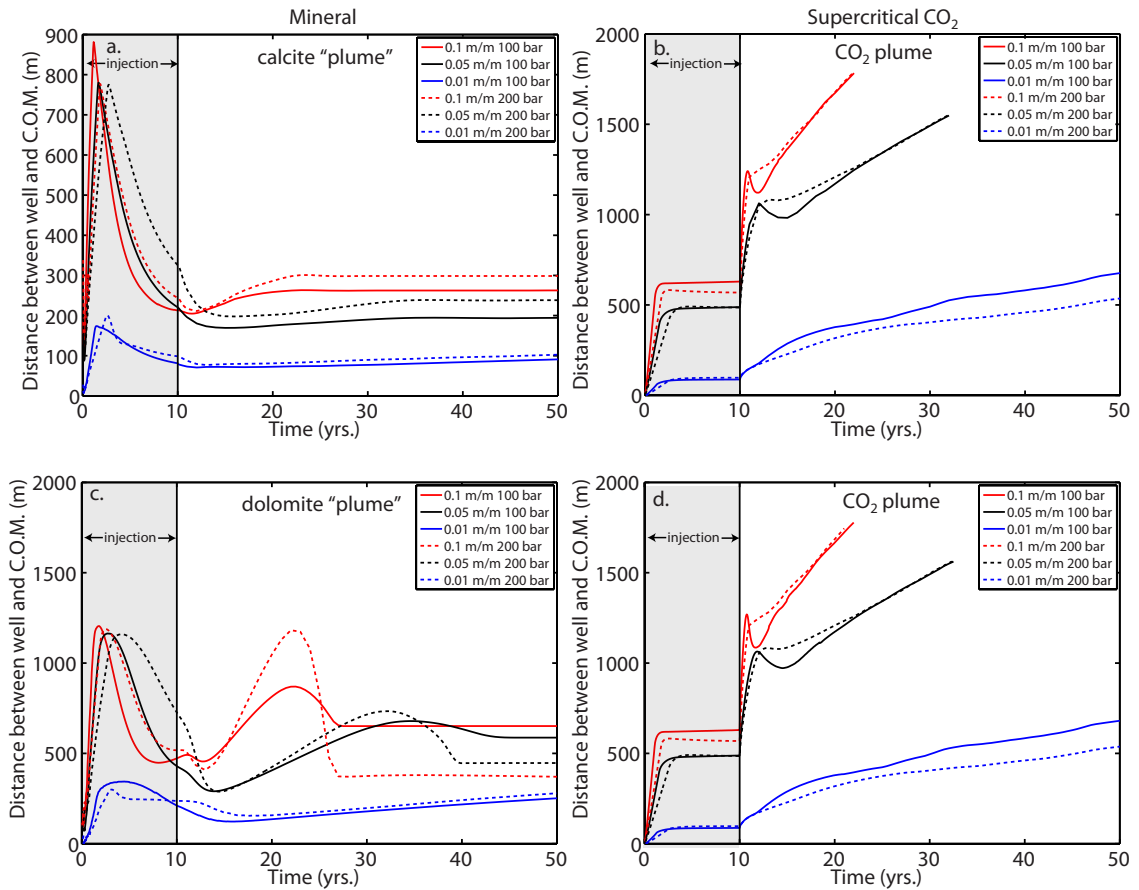 Mineral
Supercritical CO₂
a.
calcite “plume”
injection
0.1 m/m 100 bar
0.05 m/m 100 bar
0.01 m/m 100 bar
0.1 m/m 200 bar
0.05 m/m 200 bar
0.01 m/m 200 bar
Distance between well and C.O.M. (m)
900
800
700
600
500
400
300
200
100
0
0 10 20 30 40 50
Time (yrs.)
b.
CO₂ plume
injection
0.1 m/m 100 bar
0.05 m/m 100 bar
0.01 m/m 100 bar
0.1 m/m 200 bar
0.05 m/m 200 bar
0.01 m/m 200 bar
Distance between well and C.O.M. (m)
2000
1500
1000
500
0
0 10 20 30 40 50
Time (yrs.)
c.
dolomite “plume”
injection
0.1 m/m 100 bar
0.05 m/m 100 bar
0.01 m/m 100 bar
0.1 m/m 200 bar
0.05 m/m 200 bar
0.01 m/m 200 bar
Distance between well and C.O.M. (m)
2000
1500
1000
500
0
0 10 20 30 40 50
Time (yrs.)
d.
CO₂ plume
injection
0.1 m/m 100 bar
0.05 m/m 100 bar
0.01 m/m 100 bar
0.1 m/m 200 bar
0.05 m/m 200 bar
0.01 m/m 200 bar
Distance between well and C.O.M. (m)
2000
1500
1000
500
0
0 10 20 30 40 50
Time (yrs.)